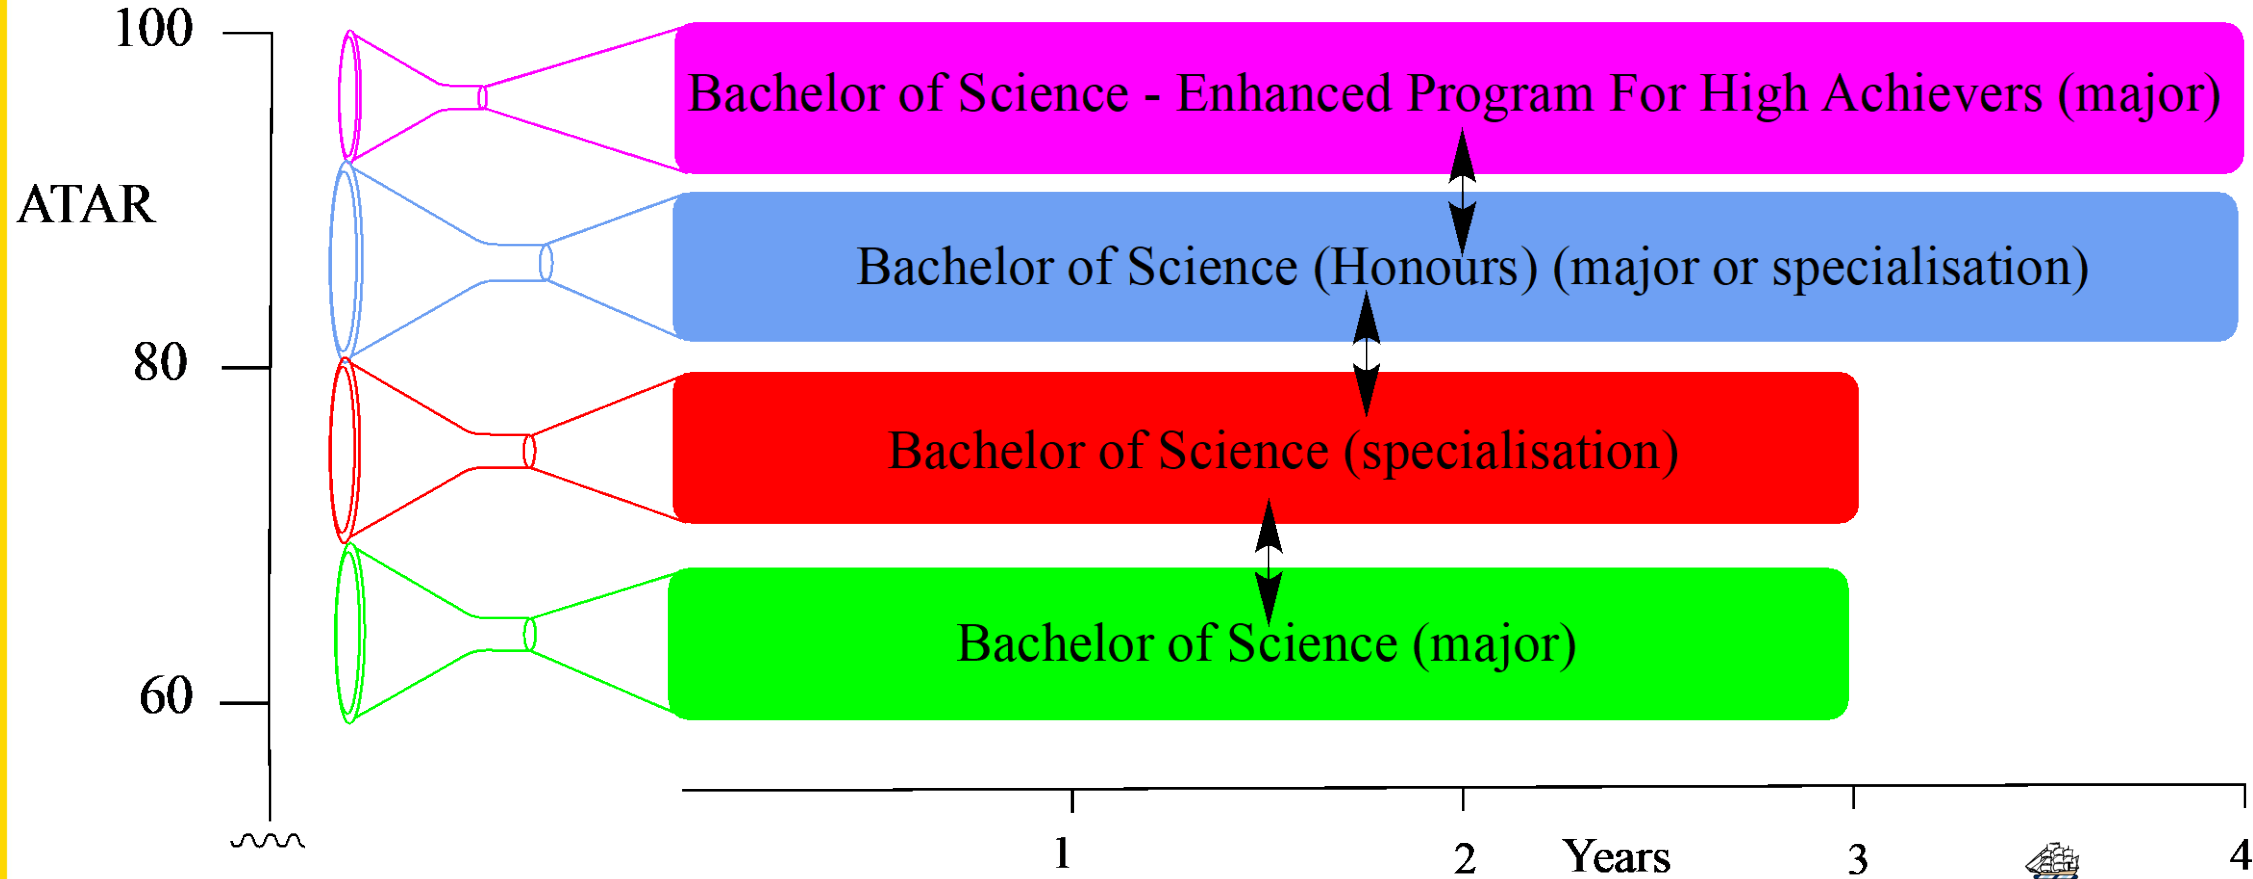 100
Bachelor of Science - Enhanced Program For High Achievers (major)
ATAR
Bachelor of Science (Honours) (major or specialisation)
80
Bachelor of Science (specialisation)
Bachelor of Science (major)
60
1
2
Years
3
4